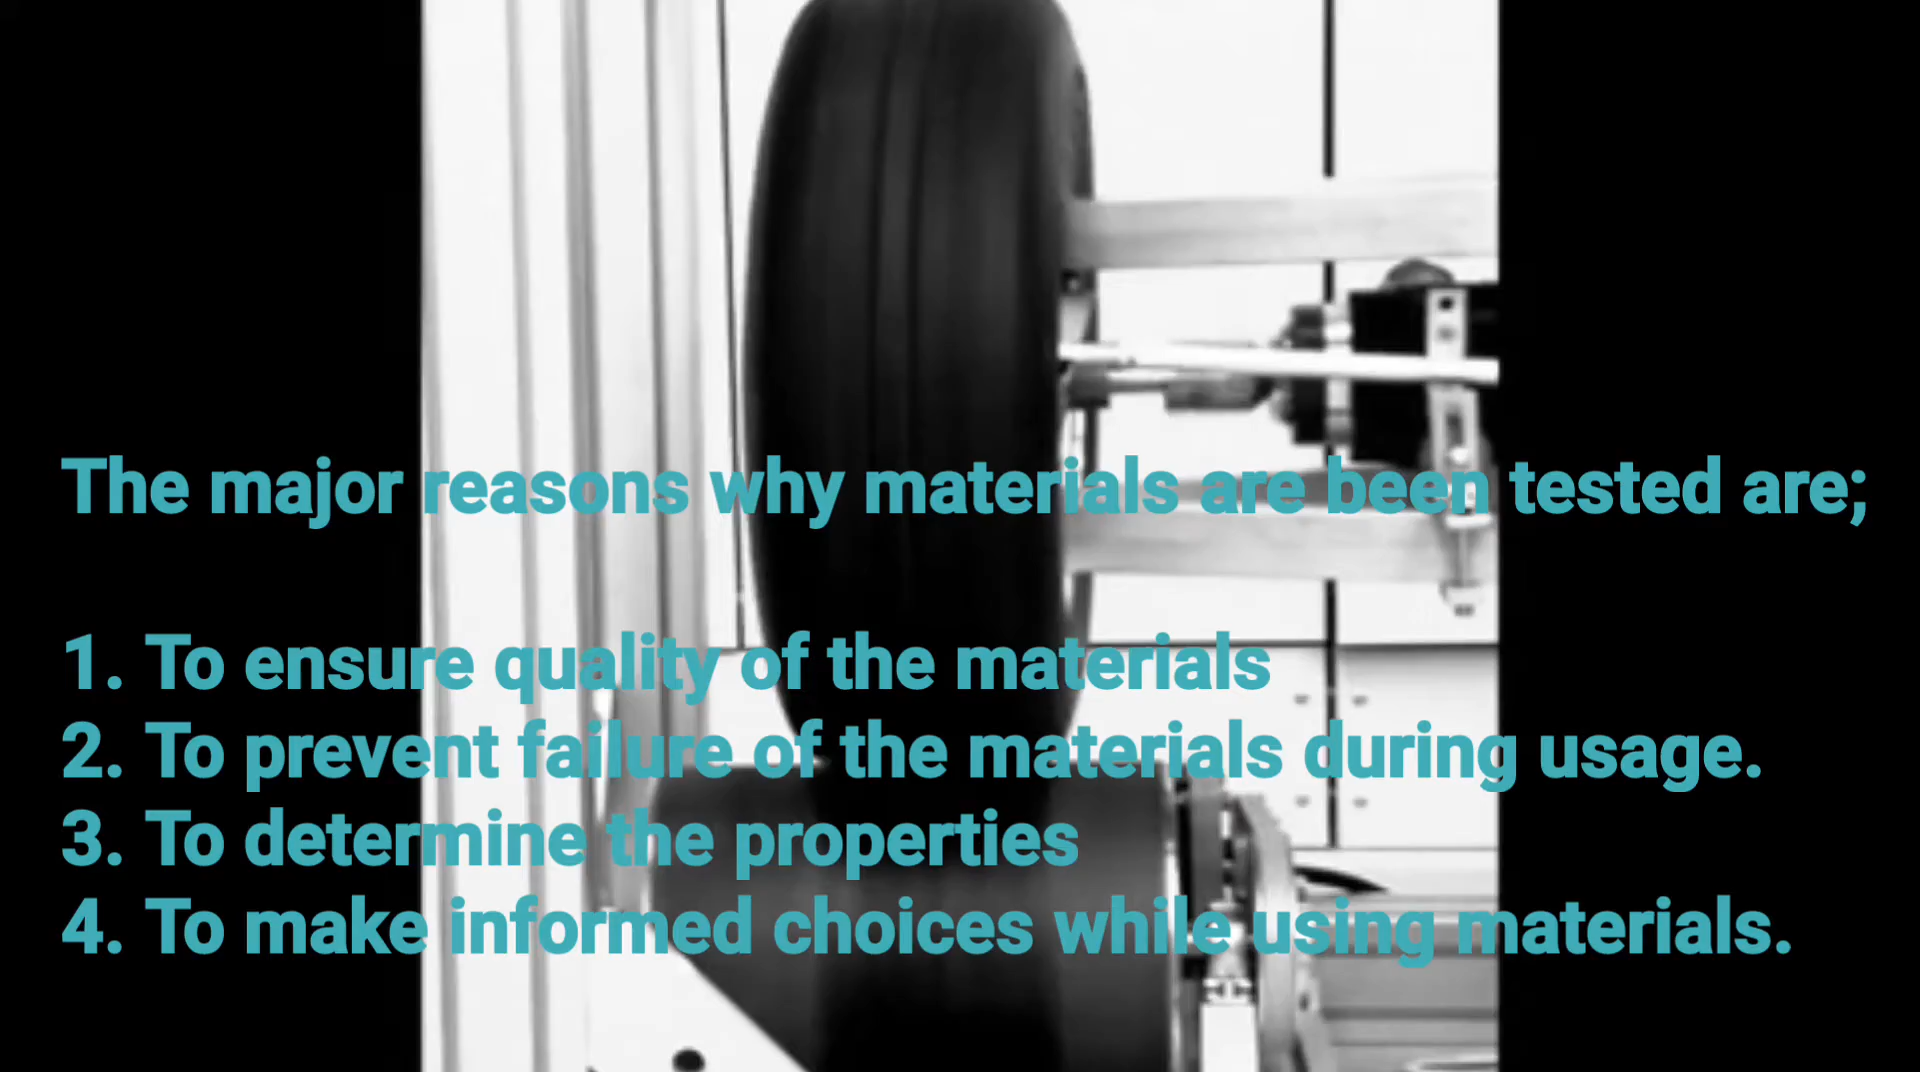 The major reasons why materials are been tested are;
1. To ensure quality of the materials
2. To prevent failure of the materials during usage.
3. To determine the properties
4. To make informed choices while using materials.